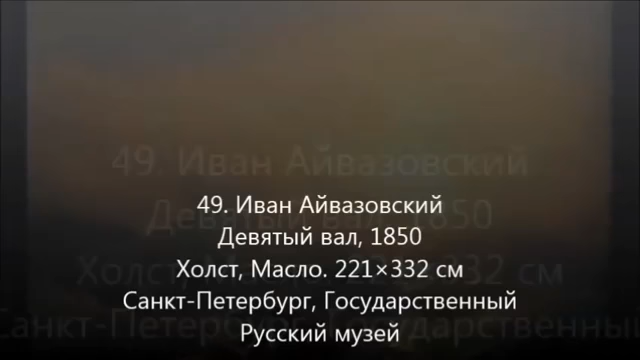 49. Иван Айвазовский
Девятый вал, 1850
Холст, Масло. 221×332 см
Санкт-Петербург, Государственный
Русский музей